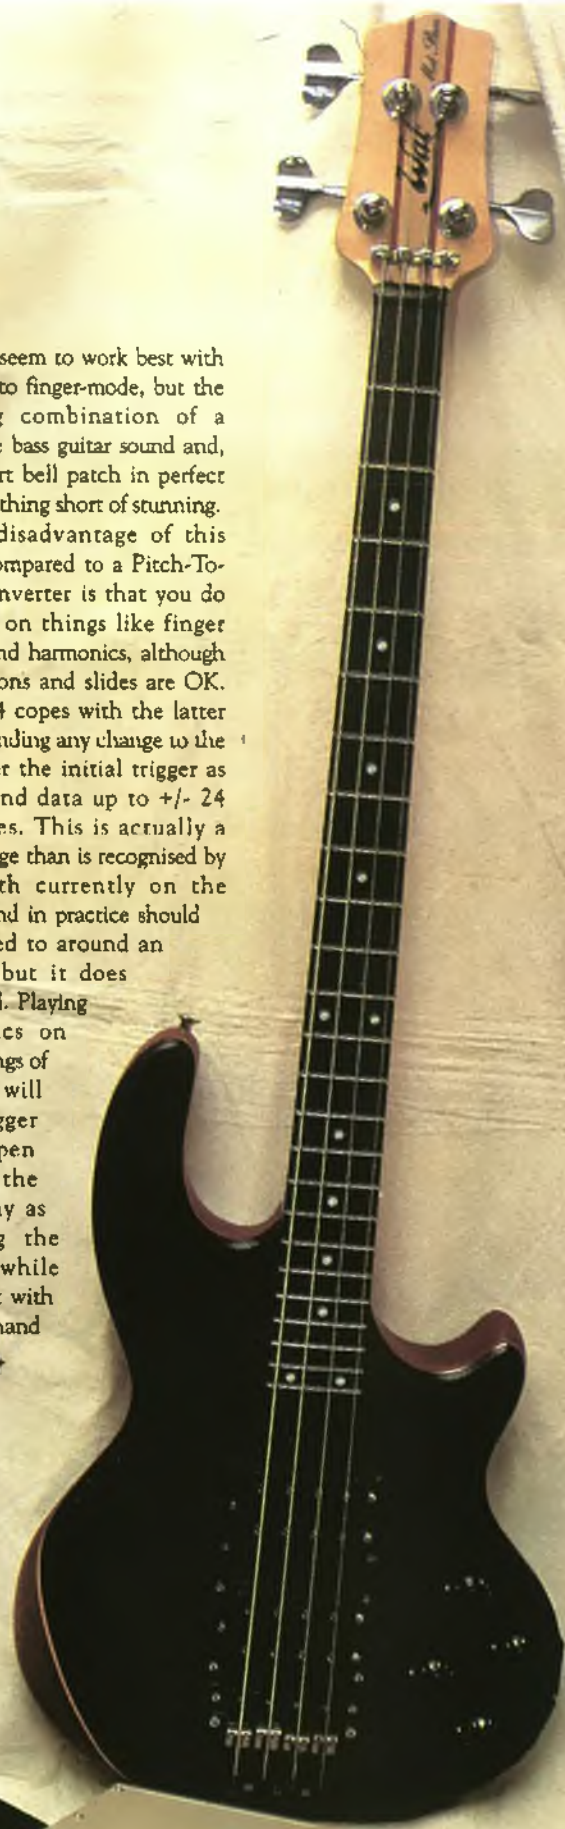 Wal
seem to work best with
to finger-mode, but the
combination of a
bass guitar sound and,
rt bell patch in perfect
thing short of stunning.
disadvantage of this
ompared to a Pitch-To-
nverter is that you do
on things like finger
nd harmonics, although
ons and slides are OK.
4 copes with the latter
nding any change to the
r the initial trigger as
nd data up to +/- 24
es. This is actually a
ge than is recognised by
th currently on the
nd in practice should
ed to around an
but it does
. Playing
es on
ngs of
will
gger
pen
the
y as
g the
while
t with
hand